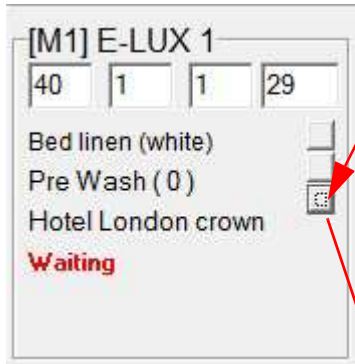 [M1] E-LUX 1
40 1 1 29
Bed linen (white)
Pre Wash ( 0 )
Hotel London crown
Waiting